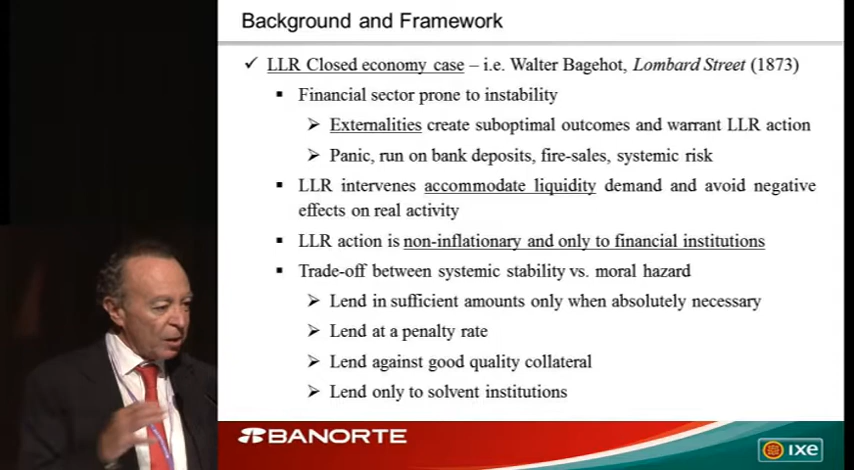 Background and Framework
✓ LLR Closed economy case – i.e. Walter Bagehot, Lombard Street (1873)
▪ Financial sector prone to instability
➢ Externalities create suboptimal outcomes and warrant LLR action
➢ Panic, run on bank deposits, fire-sales, systemic risk
▪ LLR intervenes accommodate liquidity demand and avoid negative
effects on real activity
▪ LLR action is non-inflationary and only to financial institutions
▪ Trade-off between systemic stability vs. moral hazard
➢ Lend in sufficient amounts only when absolutely necessary
➢ Lend at a penalty rate
➢ Lend against good quality collateral
➢ Lend only to solvent institutions
BANORTE
IXE